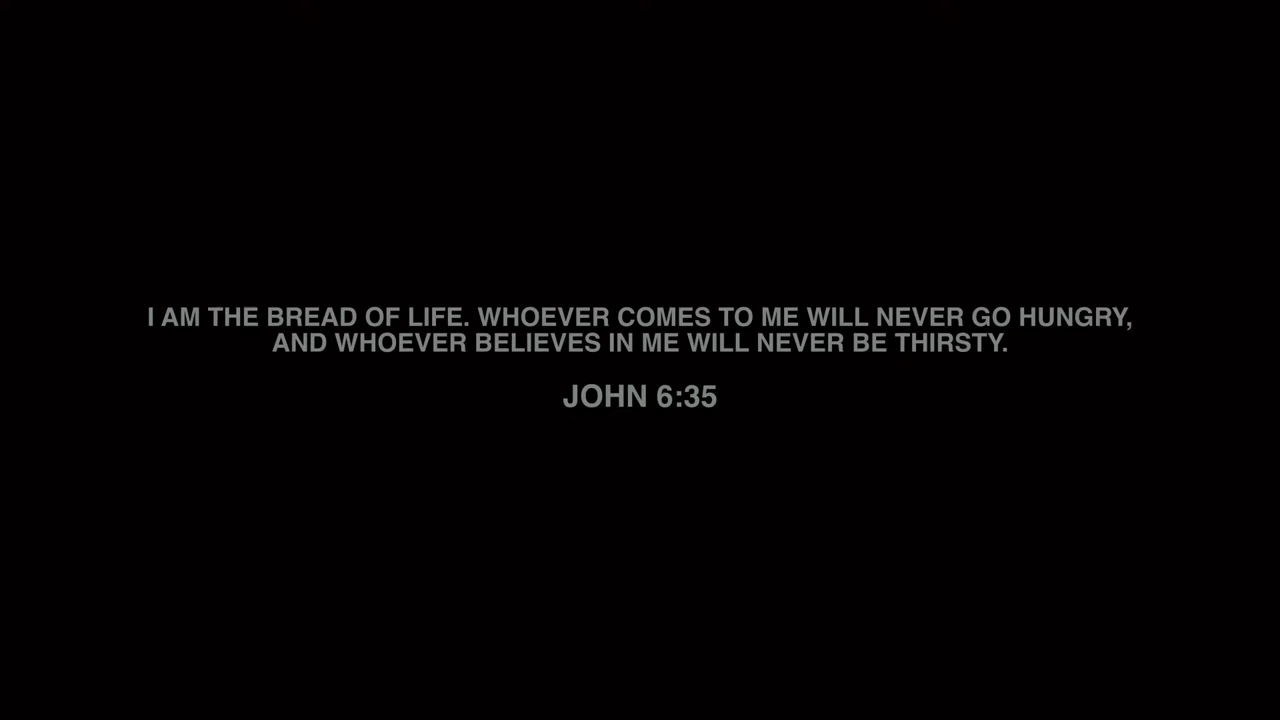 I AM THE BREAD OF LIFE. WHOEVER COMES TO ME WILL NEVER GO HUNGRY,
AND WHOEVER BELIEVES IN ME WILL NEVER BE THIRSTY.
JOHN 6:35